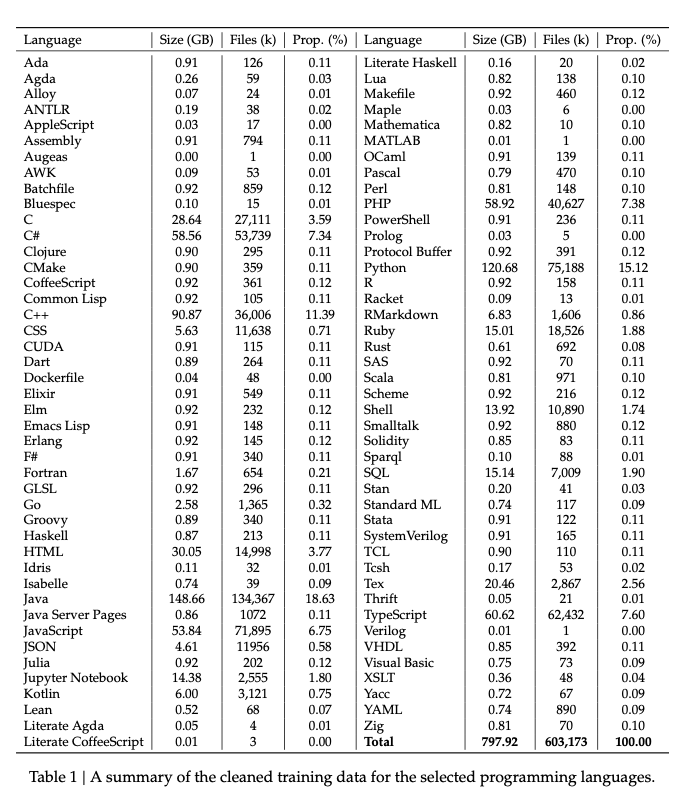 Language Size (GB) Files (k) Prop. (%) Language Size (GB) Files (k) Prop. (%)
Ada 0.91 126 0.11 Literate Haskell 0.16 20 0.02
Agda 0.26 59 0.03 Lua 0.82 138 0.10
Alloy 0.07 24 0.01 Makefile 0.92 460 0.12
ANTLR 0.19 38 0.02 Maple 0.03 6 0.00
AppleScript 0.03 17 0.00 Mathematica 0.82 10 0.10
Assembly 0.91 794 0.11 MATLAB 0.01 1 0.00
Augeas 0.00 1 0.00 OCaml 0.91 139 0.11
AWK 0.09 53 0.01 Pascal 0.79 470 0.10
Batchfile 0.92 859 0.12 Perl 0.81 148 0.10
Bluespec 0.10 15 0.01 PHP 58.92 40,627 7.38
C 28.64 27,111 3.59 PowerShell 0.91 236 0.11
C# 58.56 53,739 7.34 Prolog 0.03 5 0.00
Clojure 0.90 295 0.11 Protocol Buffer 0.92 391 0.12
CMake 0.90 359 0.11 Python 120.68 75,188 15.12
CoffeeScript 0.92 361 0.12 R 0.92 158 0.11
Common Lisp 0.92 105 0.11 Racket 0.09 13 0.01
C++ 90.87 36,006 11.39 RMarkdown 6.83 1,606 0.86
CSS 5.63 11,638 0.71 Ruby 15.01 18,526 1.88
CUDA 0.91 115 0.11 Rust 0.61 692 0.08
Dart 0.89 264 0.11 SAS 0.92 70 0.11
Dockerfile 0.04 48 0.00 Scala 0.81 971 0.10
Elixir 0.91 549 0.11 Scheme 0.92 216 0.12
Elm 0.92 232 0.12 Shell 13.92 10,890 1.74
Emacs Lisp 0.91 148 0.11 Smalltalk 0.92 880 0.12
Erlang 0.92 145 0.12 Solidity 0.85 83 0.11
F# 0.91 340 0.11 Sparql 0.10 88 0.01
Fortran 1.67 654 0.21 SQL 15.14 7,009 1.90
GLSL 0.92 296 0.11 Stan 0.20 41 0.03
Go 2.58 1,365 0.32 Standard ML 0.74 117 0.09
Groovy 0.89 340 0.11 Stata 0.91 122 0.11
Haskell 0.87 213 0.11 SystemVerilog 0.91 165 0.11
HTML 30.05 14,998 3.77 TCL 0.90 110 0.11
Idris 0.11 32 0.01 Tcsh 0.17 53 0.02
Isabelle 0.74 39 0.09 Tex 20.46 2,867 2.56
Java 148.66 134,367 18.63 Thrift 0.05 21 0.01
Java Server Pages 0.86 1072 0.11 TypeScript 60.62 62,432 7.60
JavaScript 53.84 71,895 6.75 Verilog 0.01 1 0.00
JSON 4.61 11956 0.58 VHDL 0.85 392 0.11
Julia 0.92 202 0.12 Visual Basic 0.75 73 0.09
Jupyter Notebook 14.38 2,555 1.80 XSLT 0.36 48 0.04
Kotlin 6.00 3,121 0.75 Yacc 0.72 67 0.09
Lean 0.52 68 0.07 YAML 0.74 890 0.09
Literate Agda 0.05 4 0.01 Zig 0.81 70 0.10
Literate CoffeeScript 0.01 3 0.00 Total 797.92 603,173 100.00
Table 1 | A summary of the cleaned training data for the selected programming languages.